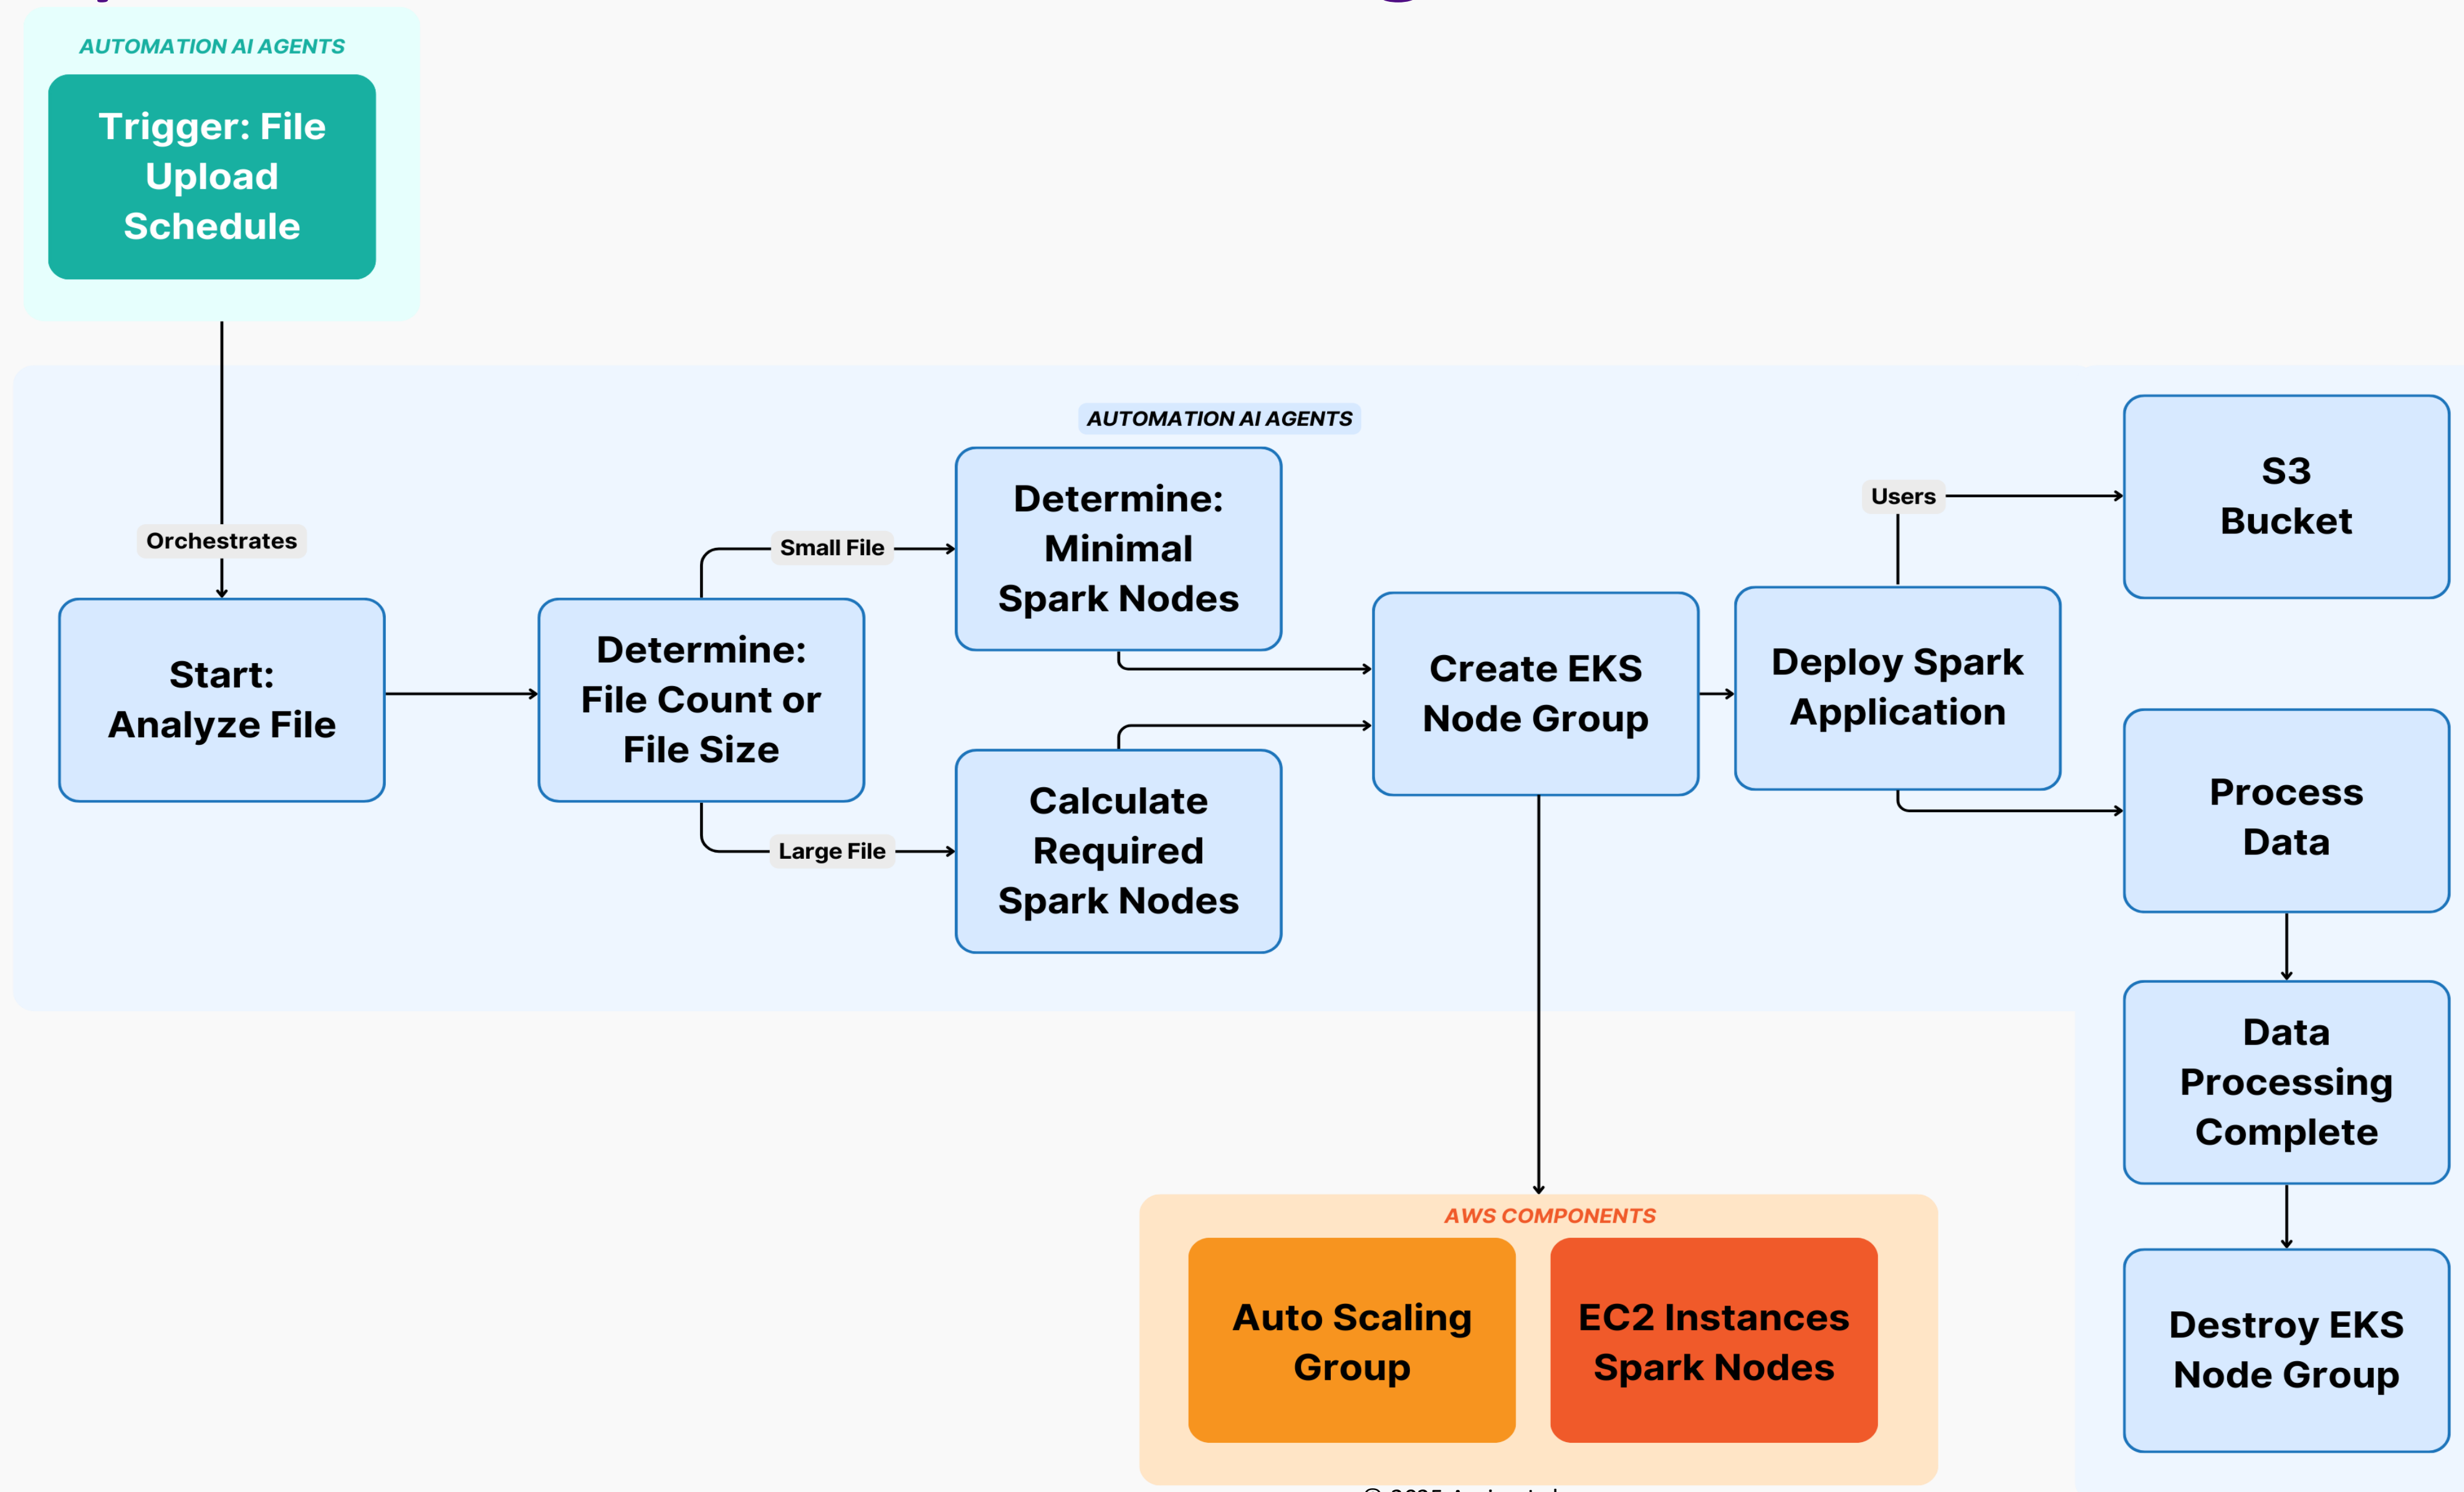 AUTOMATION AI AGENTS
Trigger: File
Upload
Schedule
Orchestrates
AUTOMATION AI AGENTS
Start:
Analyze File
Determine:
File Count or
File Size
Small File
Large File
Determine:
Minimal
Spark Nodes
Calculate
Required
Spark Nodes
Create EKS
Node Group
Deploy Spark
Application
Users
S3
Bucket
Process
Data
Data
Processing
Complete
Destroy EKS
Node Group
AWS COMPONENTS
Auto Scaling
Group
EC2 Instances
Spark Nodes